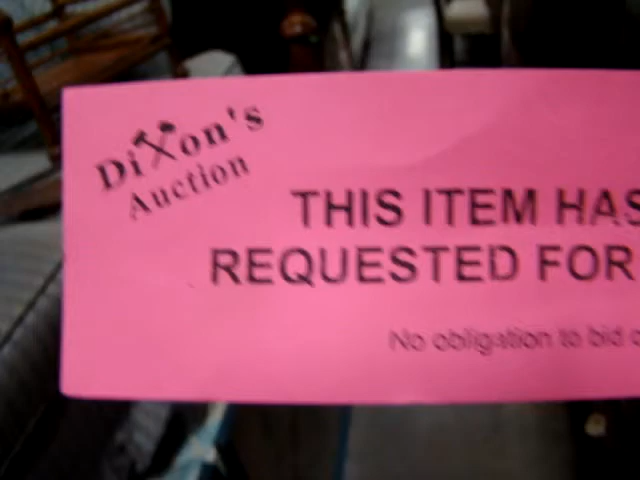 Dixon's
Auction
THIS ITEM HAS
REQUESTED FOR
No obligation to bid